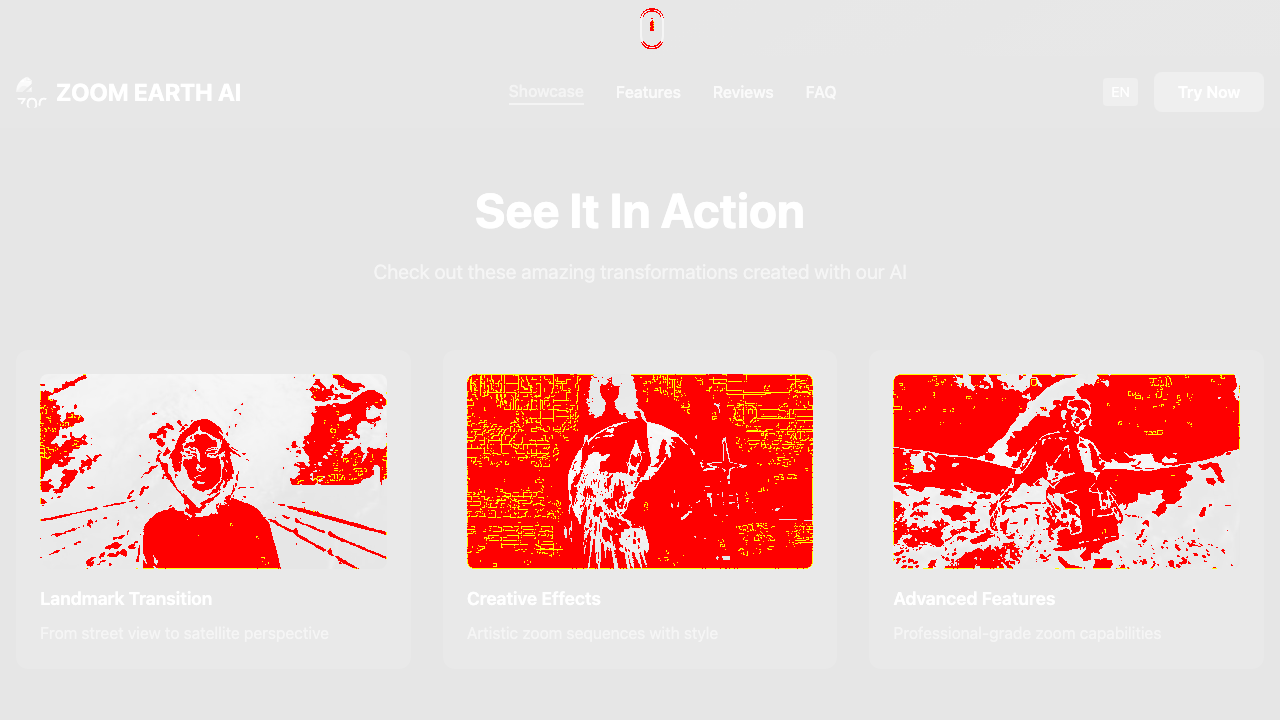 ZOOM EARTH AI
Showcase
Features
Reviews
FAQ
EN
Try Now
See It In Action
Check out these amazing transformations created with our AI
Landmark Transition
From street view to satellite perspective
Creative Effects
Artistic zoom sequences with style
Advanced Features
Professional-grade zoom capabilities